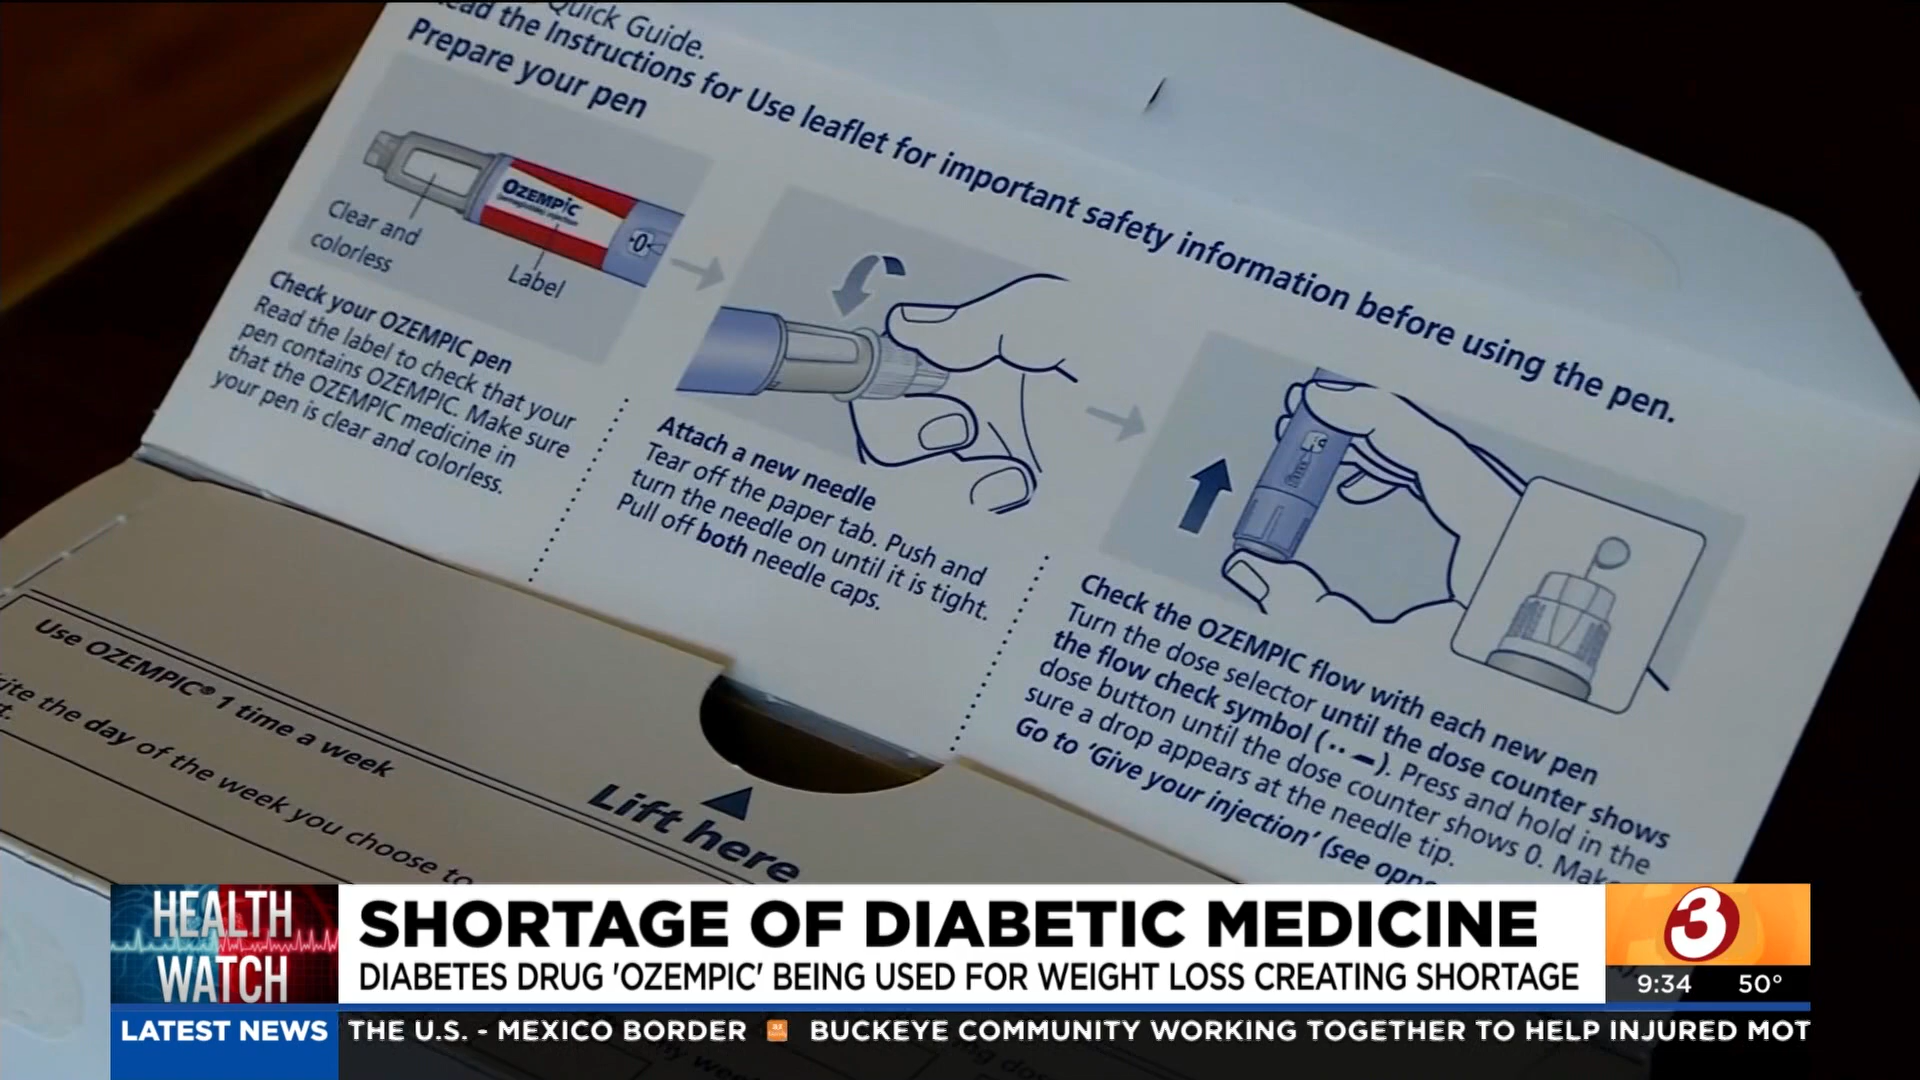 Quick Guide.
the Instructions for Use leaflet for important safety information before using the pen.
Prepare your pen
OZEMPIC
Clear and
colorless
Label
0
Check your OZEMPIC pen
Read the label to check that your
pen contains OZEMPIC. Make sure
that the OZEMPIC medicine in
your pen is clear and colorless.
Attach a new needle
Tear off the paper tab. Push and
turn the needle on until it is tight.
Pull off both needle caps.
Check the OZEMPIC flow with each new pen
Turn the dose selector until the dose counter shows
the flow check symbol (). Press and hold in the
dose button until the dose counter shows 0. Make
sure a drop appears at the needle tip.
Go to ‘Give your injection’ (see
Use OZEMPIC® 1 time a week
the day of the week you choose to
Lift here
HEALTH
WATCH
SHORTAGE OF DIABETIC MEDICINE
DIABETES DRUG 'OZEMPIC' BEING USED FOR WEIGHT LOSS CREATING SHORTAGE
3
9:34 50°
LATEST NEWS THE U.S. - MEXICO BORDER BUCKEYE COMMUNITY WORKING TOGETHER TO HELP INJURED MOT